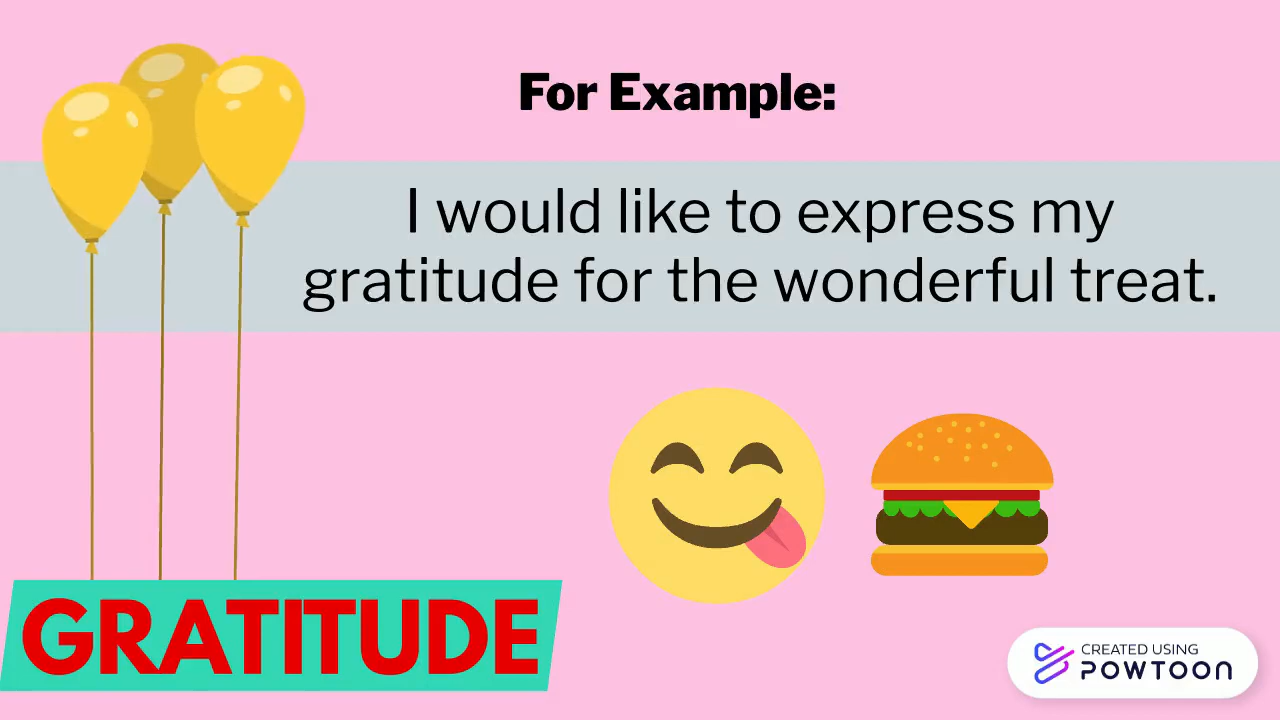 For Example:
I would like to express my
gratitude for the wonderful treat.
GRATITUDE
CREATED USING
POWTOON